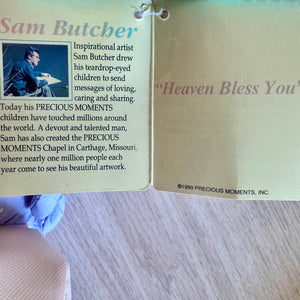 Sam Butcher
Inspirational artist
Sam Butcher drew
his teardrop-eyed
children to send
messages of loving,
caring and sharing.
Today his PRECIOUS MOMENTS
children have touched millions around
the world. A devout and talented man,
Sam has also created the PRECIOUS
MOMENTS Chapel in Carthage, Missouri,
where nearly one million people each
year come to see his beautiful artwork.
"Heaven Bless You"
©1999 PRECIOUS MOMENTS, INC.